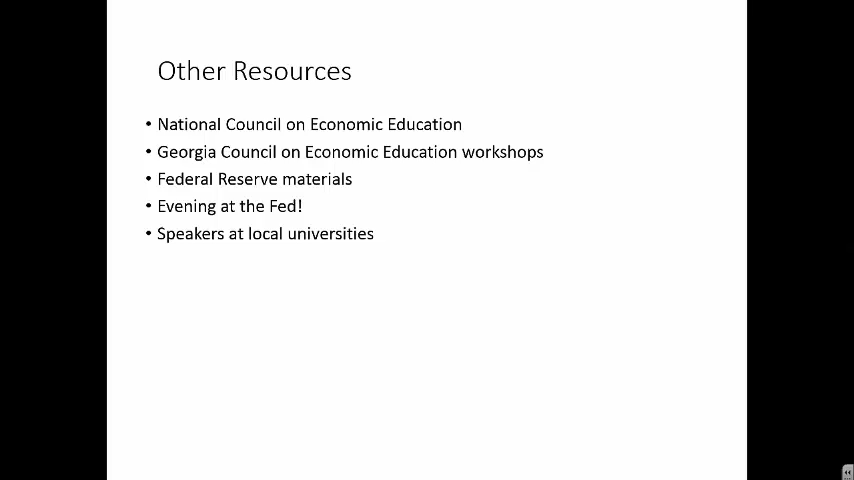 Other Resources
• National Council on Economic Education
• Georgia Council on Economic Education workshops
• Federal Reserve materials
• Evening at the Fed!
• Speakers at local universities